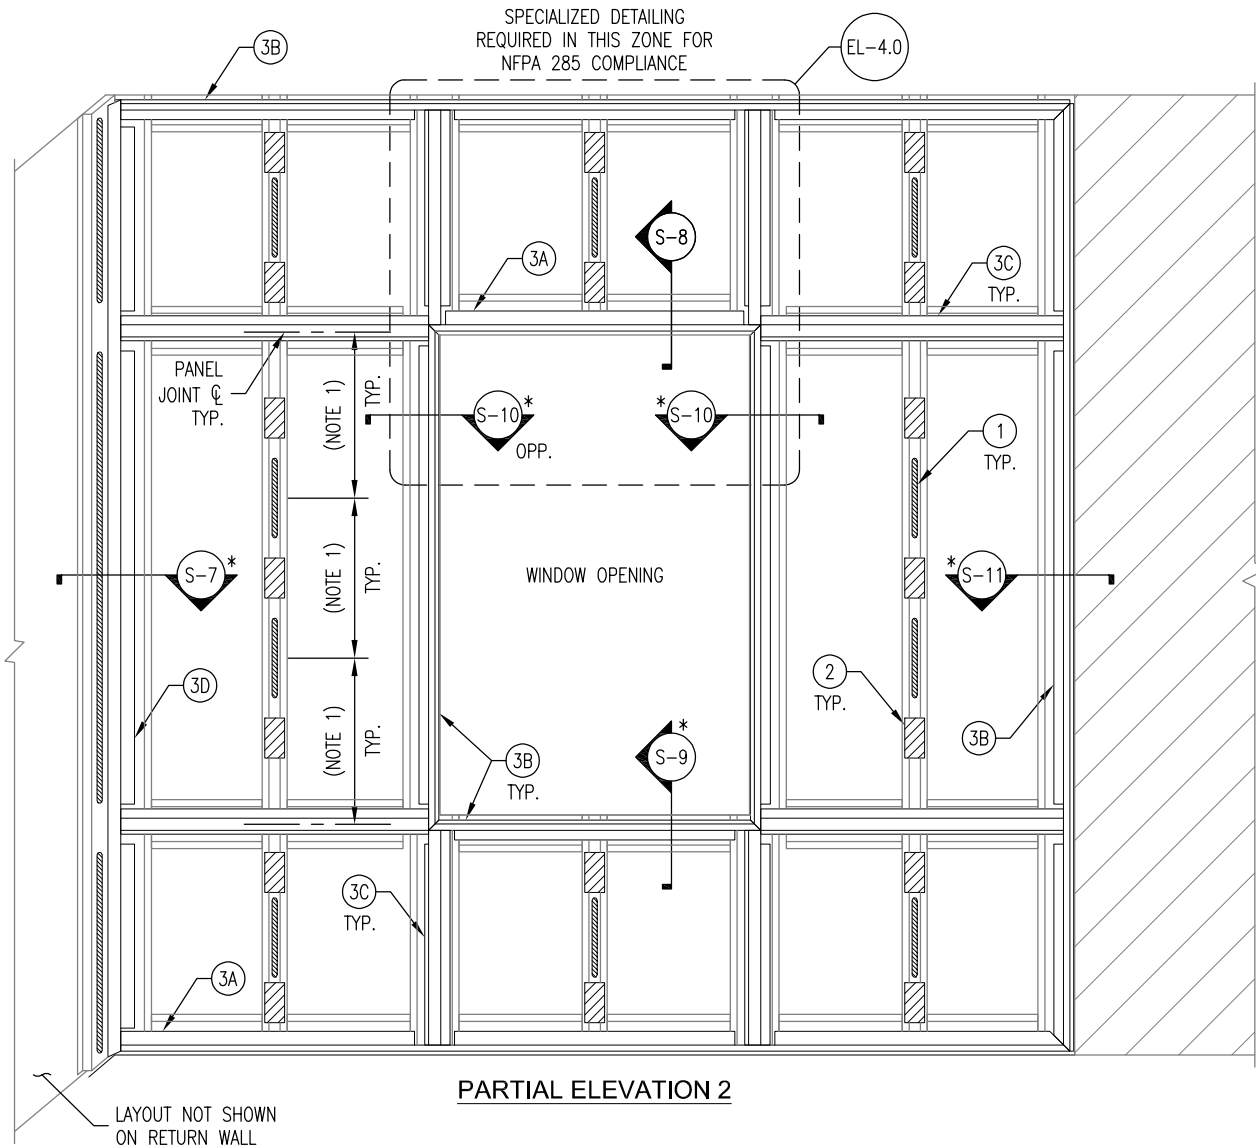 SPECIALIZED DETAILING
REQUIRED IN THIS ZONE FOR
NFPA 285 COMPLIANCE
EL-4.0
3B
S-8
3A
3C
TYP.
PANEL
JOINT ℄
TYP.
(NOTE 1)
TYP.
S-10
*
OPP.
*
S-10
1
TYP.
S-7
*
(NOTE 1)
TYP.
WINDOW OPENING
*
S-11
3D
(NOTE 1)
TYP.
2
TYP.
3B
TYP.
S-9
*
3B
3C
TYP.
3A
PARTIAL ELEVATION 2
LAYOUT NOT SHOWN
ON RETURN WALL